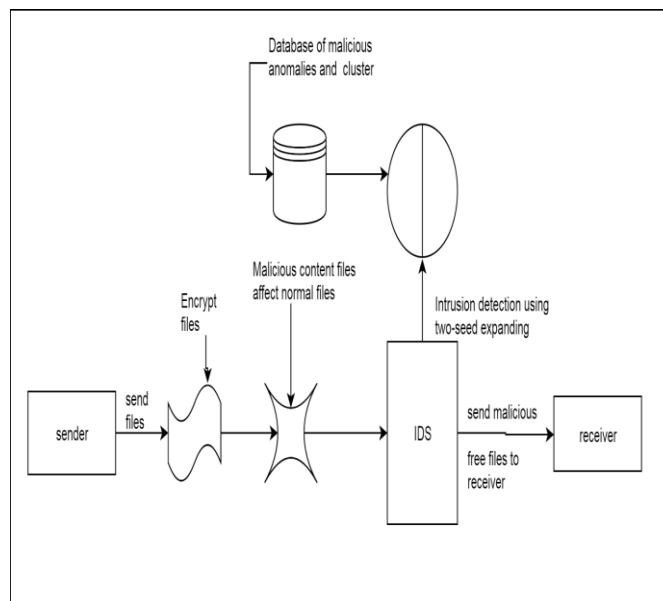 Database of malicious
anomalies and cluster
Malicious content files
affect normal files
Encrypt
files
Intrusion detection using
two-seed expanding
send
files
sender
IDS
send malicious
free files to
receiver
receiver